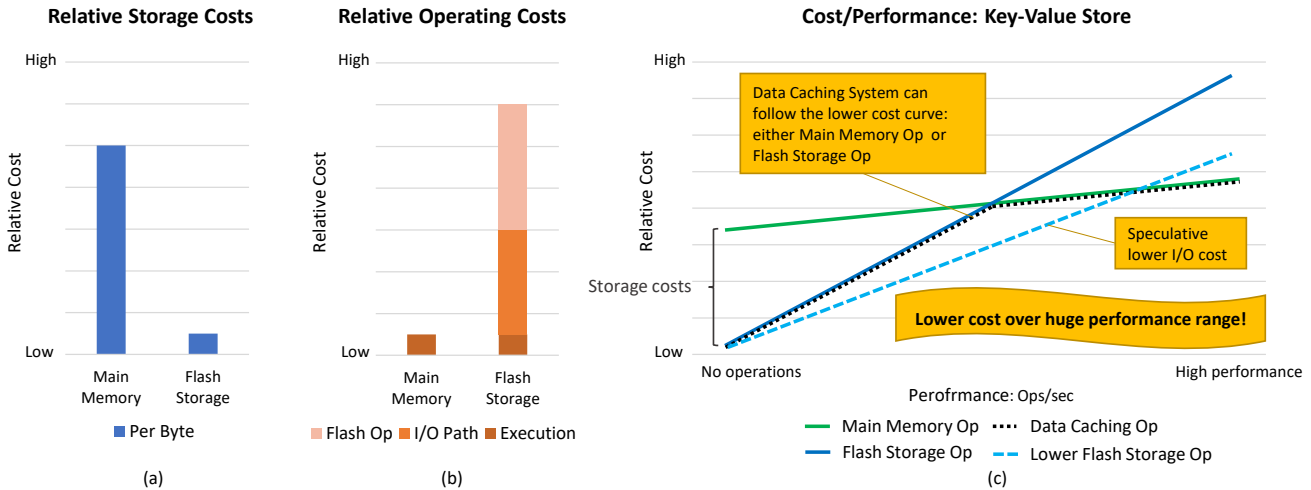 Relative Storage Costs
High
Relative Cost
Low
Main
Memory
Flash
Storage
Per Byte
(a)
Relative Operating Costs
High
Relative Cost
Low
Main
Memory
Flash
Storage
Flash Op
I/O Path
Execution
(b)
Cost/Performance: Key-Value Store
High
Relative Cost
Data Caching System can
follow the lower cost curve:
either Main Memory Op or
Flash Storage Op
Speculative
lower I/O cost
Storage costs
Lower cost over huge performance range!
Low
No operations
High performance
Perofrmance: Ops/sec
Main Memory Op
Data Caching Op
Flash Storage Op
Lower Flash Storage Op
(c)